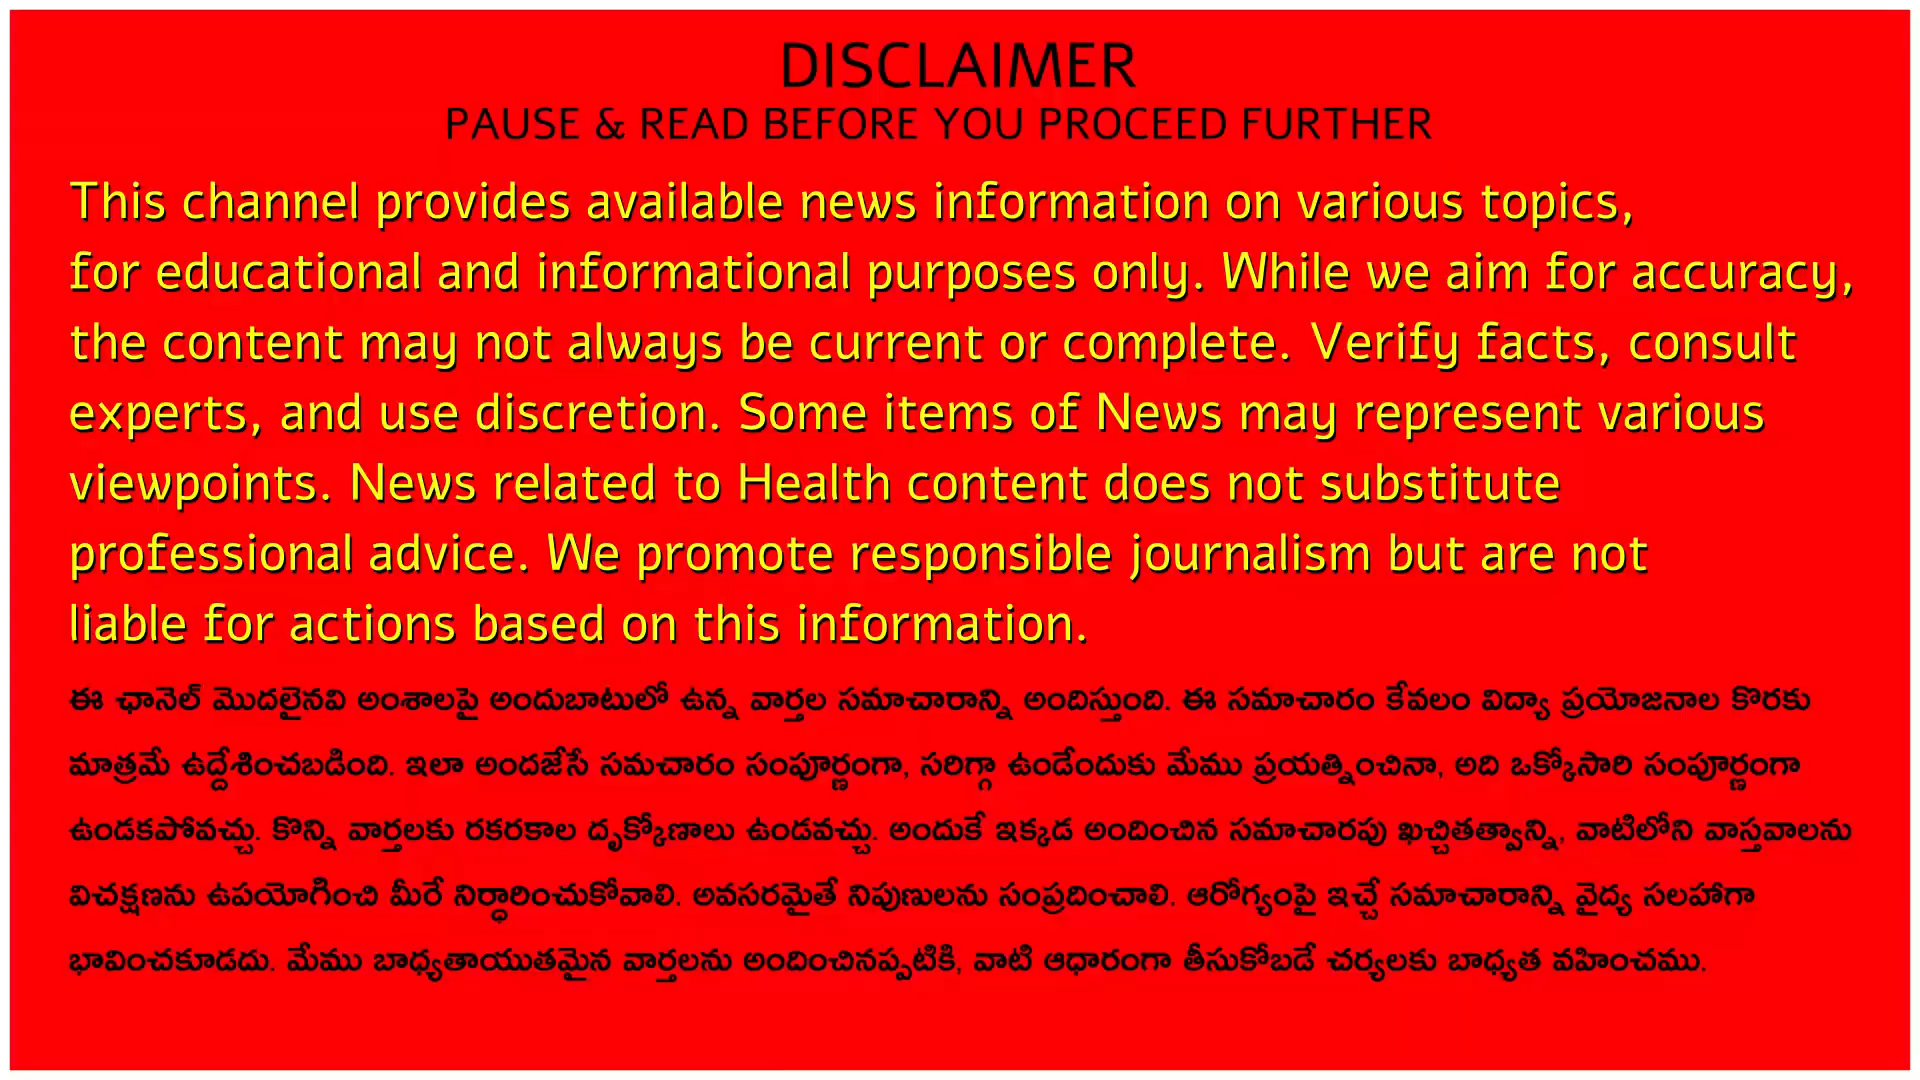 DISCLAIMER
PAUSE & READ BEFORE YOU PROCEED FURTHER
This channel provides available news information on various topics,
for educational and informational purposes only. While we aim for accuracy,
the content may not always be current or complete. Verify facts, consult
experts, and use discretion. Some items of News may represent various
viewpoints. News related to Health content does not substitute
professional advice. We promote responsible journalism but are not
liable for actions based on this information.
ఈ ఛానెల్ మొదలైనవి అంశాలపై అందుబాటులో ఉన్న వార్తల సమాచారాన్ని అందిస్తుంది. ఈ సమాచారం కేవలం విద్యా ప్రయోజనాల కొరకు
మాత్రమే ఉద్దేశించబడింది. ఇలా అందజేసే సమచారం సంపూర్ణంగా, సరిగ్గా ఉండేందుకు మేము ప్రయత్నించినా, అది ఒక్కోసారి సంపూర్ణంగా
ఉండకపోవచ్చు. కొన్ని వార్తలకు రకరకాల దృక్కోణాలు ఉండవచ్చు. అందుకే ఇక్కడ అందించిన సమాచారపు ఖచ్చితత్వాన్ని, వాటిలోని వాస్తవాలను
విచక్షణను ఉపయోగించి మీరే నిర్ధారించుకోవాలి. అవసరమైతే నిపుణులను సంప్రదించాలి. ఆరోగ్యంపై ఇచ్చే సమాచారాన్ని వైద్య సలహాగా
భావించకూడదు. మేము బాధ్యతాయుతమైన వార్తలను అందించినప్పటికి, వాటి ఆధారంగా తీసుకోబడే చర్యలకు బాధ్యత వహించము.